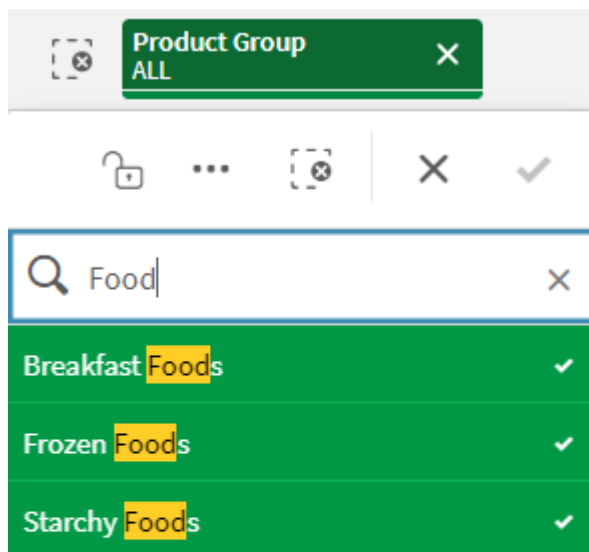 Product Group
ALL
Food
Breakfast Foods
Frozen Foods
Starchy Foods